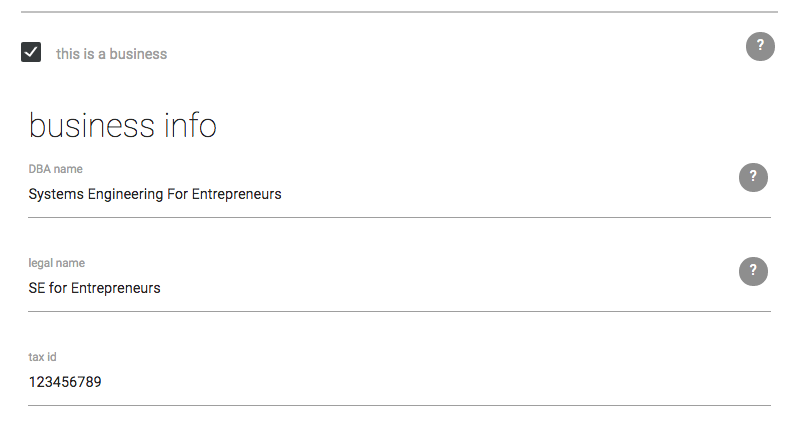 this is a business
?
business info
DBA name
Systems Engineering For Entrepreneurs
?
legal name
SE for Entrepreneurs
?
tax id
123456789